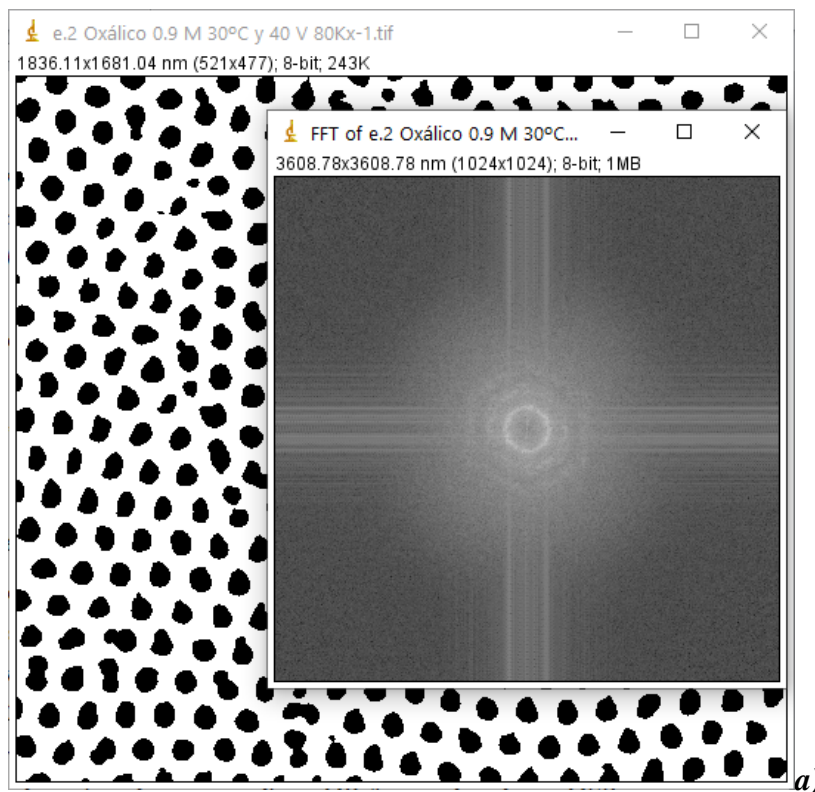 e.2 Oxálico 0.9 M 30ºC y 40 V 80Kx-1.tif
1836.11x1681.04 nm (521x477); 8-bit; 243K
FFT of e.2 Oxálico 0.9 M 30ºC...
3608.78x3608.78 nm (1024x1024); 8-bit; 1MB
a)